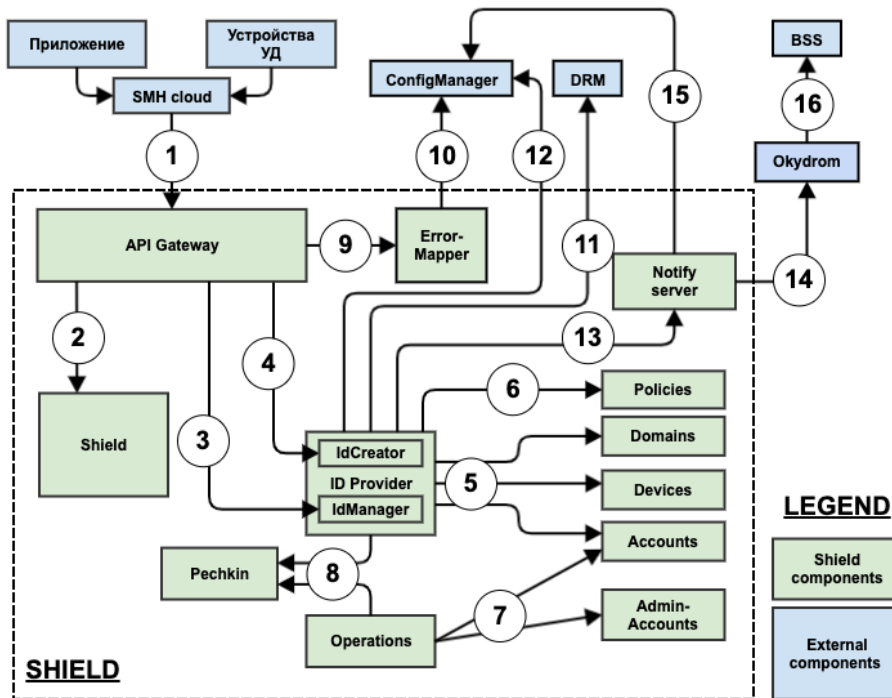 Приложение
Устройства
УД
SMH cloud
ConfigManager
DRM
BSS
15
16
1
10
12
Okydrom
API Gateway
9
Error-
Mapper
11
Notify
server
14
2
4
13
3
6
Policies
Shield
IdCreator
Domains
ID Provider
5
Devices
IdManager
LEGEND
Accounts
Pechkin
8
Shield
components
7
Operations
Admin-
Accounts
External
components
SHIELD